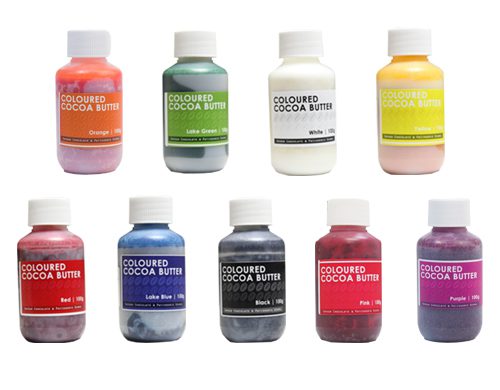 COLOURED
COCOA BUTTER
Orange | 100g
COLOURED
COCOA BUTTER
Lake Green | 100g
COLOURED
COCOA BUTTER
White | 100g
COLOURED
COCOA BUTTER
Yellow | 100g
COLOURED
COCOA BUTTER
Red | 100g
COLOURED
COCOA BUTTER
Lake Blue | 100g
COLOURED
COCOA BUTTER
Black | 100g
COLOURED
COCOA BUTTER
Pink | 100g
COLOURED
COCOA BUTTER
Purple | 100g